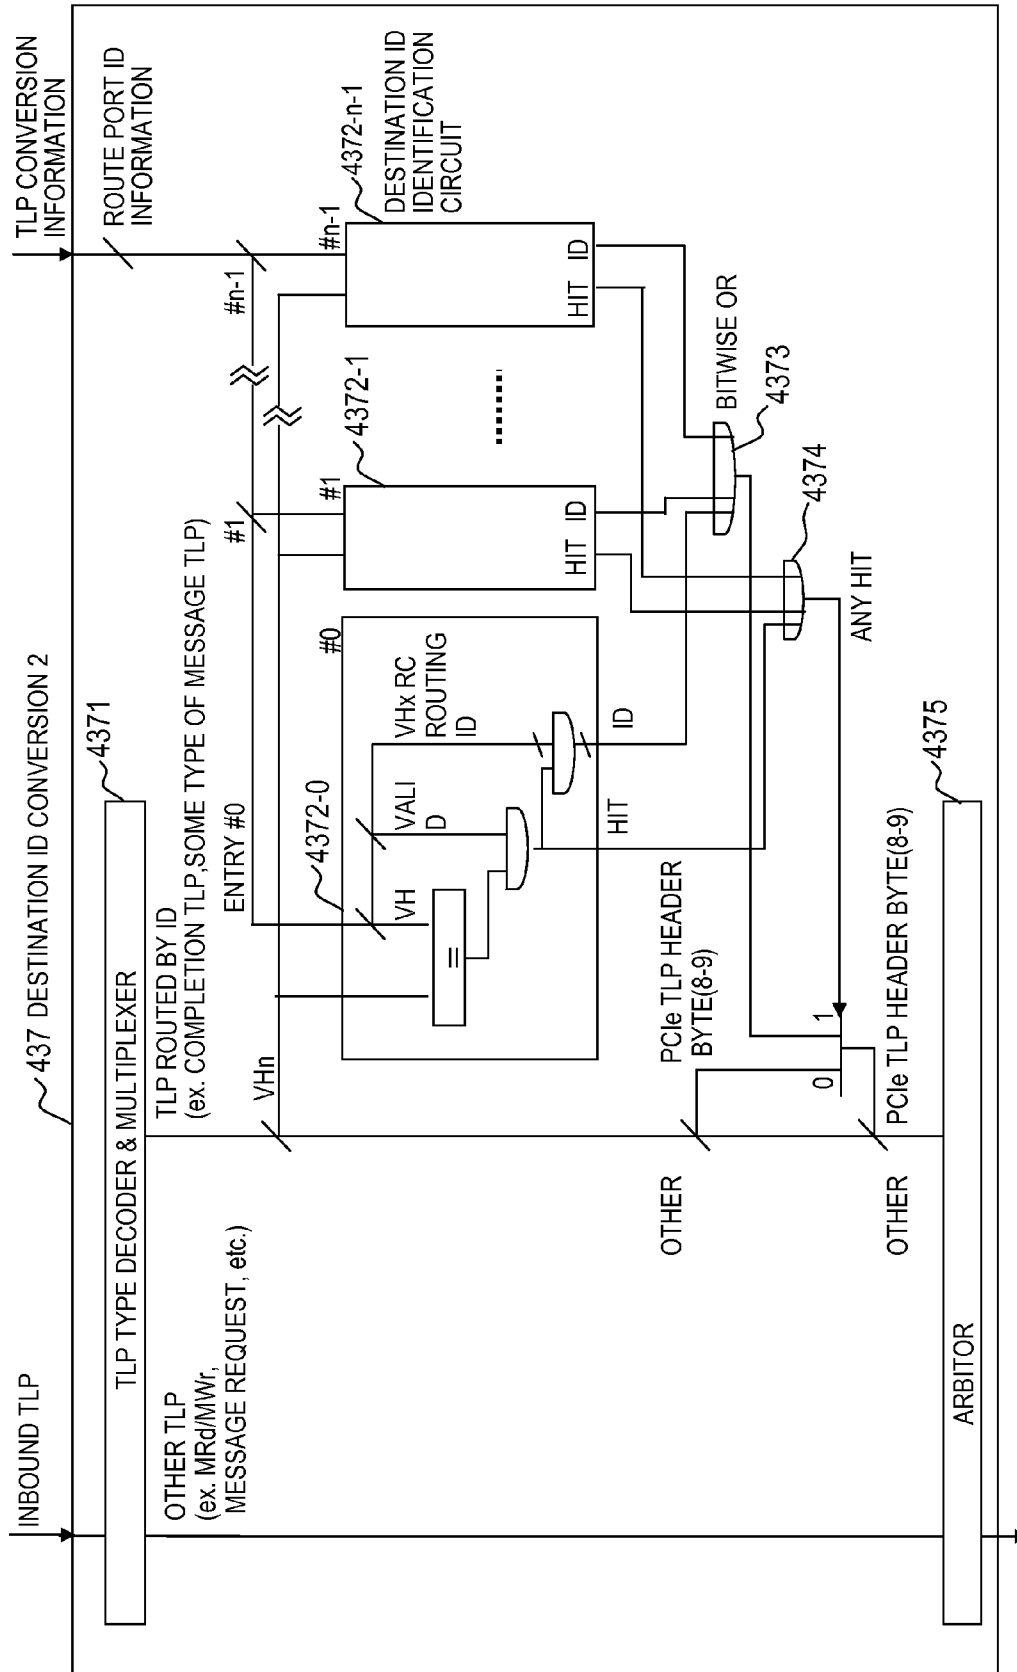 INBOUND TLP
437 DESTINATION ID CONVERSION 2
TLP CONVERSION
INFORMATION
TLP TYPE DECODER & MULTIPLEXER
4371
ROUTE PORT ID
INFORMATION
OTHER TLP
(ex. MRd/MWr,
MESSAGE REQUEST, etc.)
TLP ROUTED BY ID
(ex. COMPLETION TLP,SOME TYPE OF MESSAGE TLP)
ENTRY #0
#1
#n-1
VHn
4372-0
#0
#1
4372-1
#n-1
4372-n-1
DESTINATION ID
IDENTIFICATION
CIRCUIT
VH
VALI
D
VHx RC
ROUTING
ID
=
HIT
ID
HIT
ID
HIT
ID
BITWISE OR
4373
4374
ANY HIT
OTHER
PCIe TLP HEADER
BYTE(8-9)
0
1
OTHER
PCIe TLP HEADER BYTE(8-9)
4375
ARBITOR